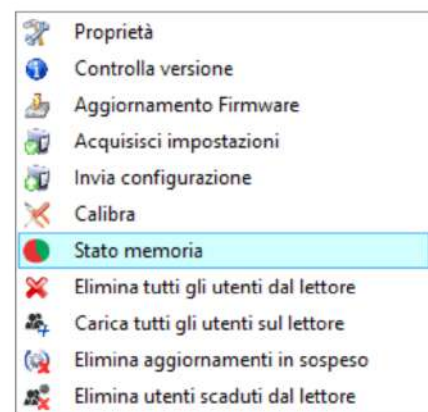 Proprietà
Controlla versione
Aggiornamento Firmware
Acquisisci impostazioni
Invia configurazione
Calibra
Stato memoria
Elimina tutti gli utenti dal lettore
Carica tutti gli utenti sul lettore
Elimina aggiornamenti in sospeso
Elimina utenti scaduti dal lettore